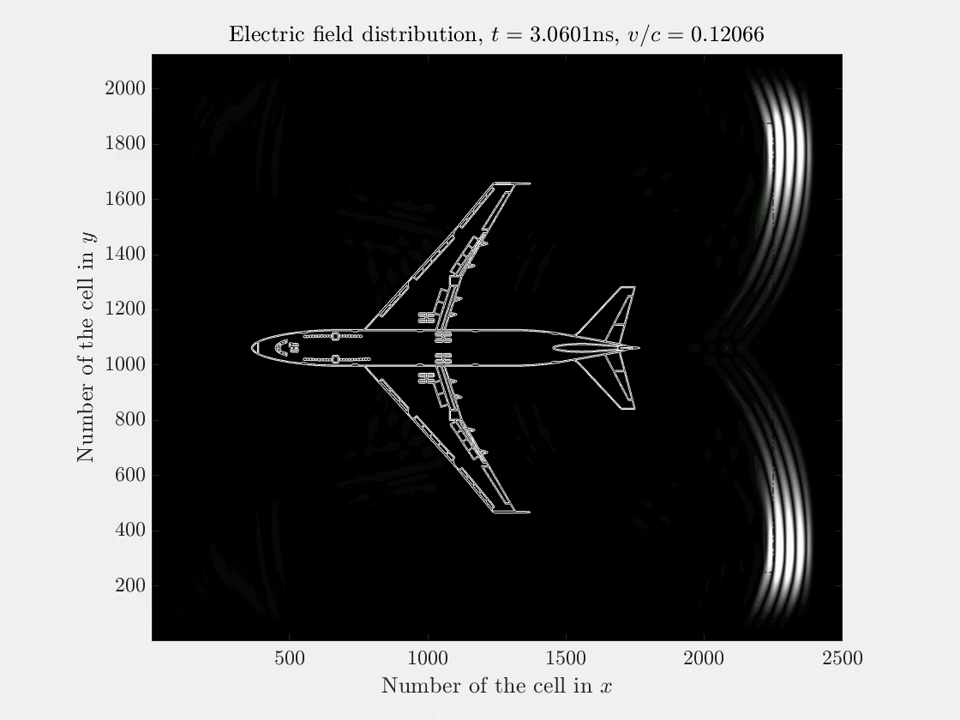 Electric field distribution, t = 3.0601ns, v/c = 0.12066
Number of the cell in y
2000
1800
1600
1400
1200
1000
800
600
400
200
500 1000 1500 2000 2500
Number of the cell in x